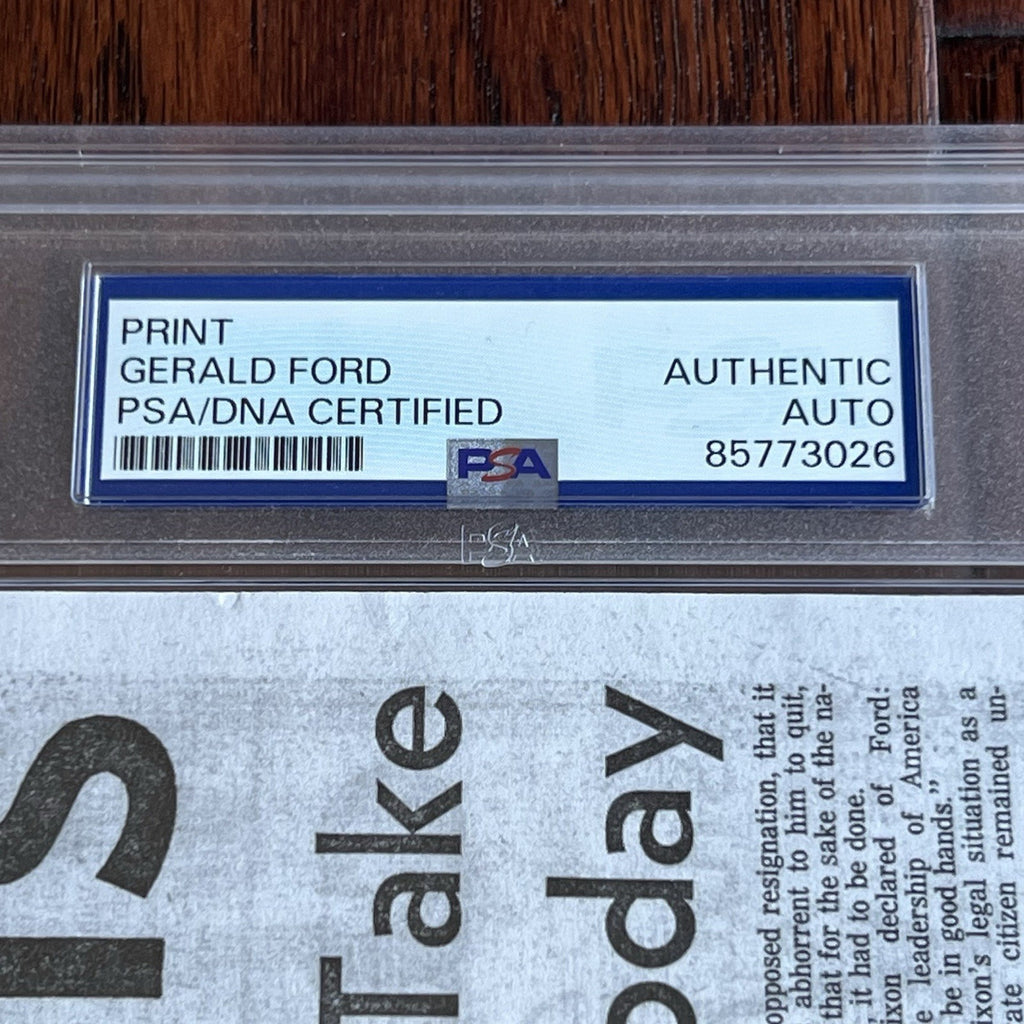 PRINT
GERALD FORD
PSA/DNA CERTIFIED
AUTHENTIC
AUTO
85773026
PSA
PSA
Take
oday
opposed resignation, that it
abhorrent to him to quit,
that for the sake of the na-
it had to be done.
ixon declared of Ford:
leadership of America
be in good hands."
ixon's legal situation as a
ate citizen remained un-